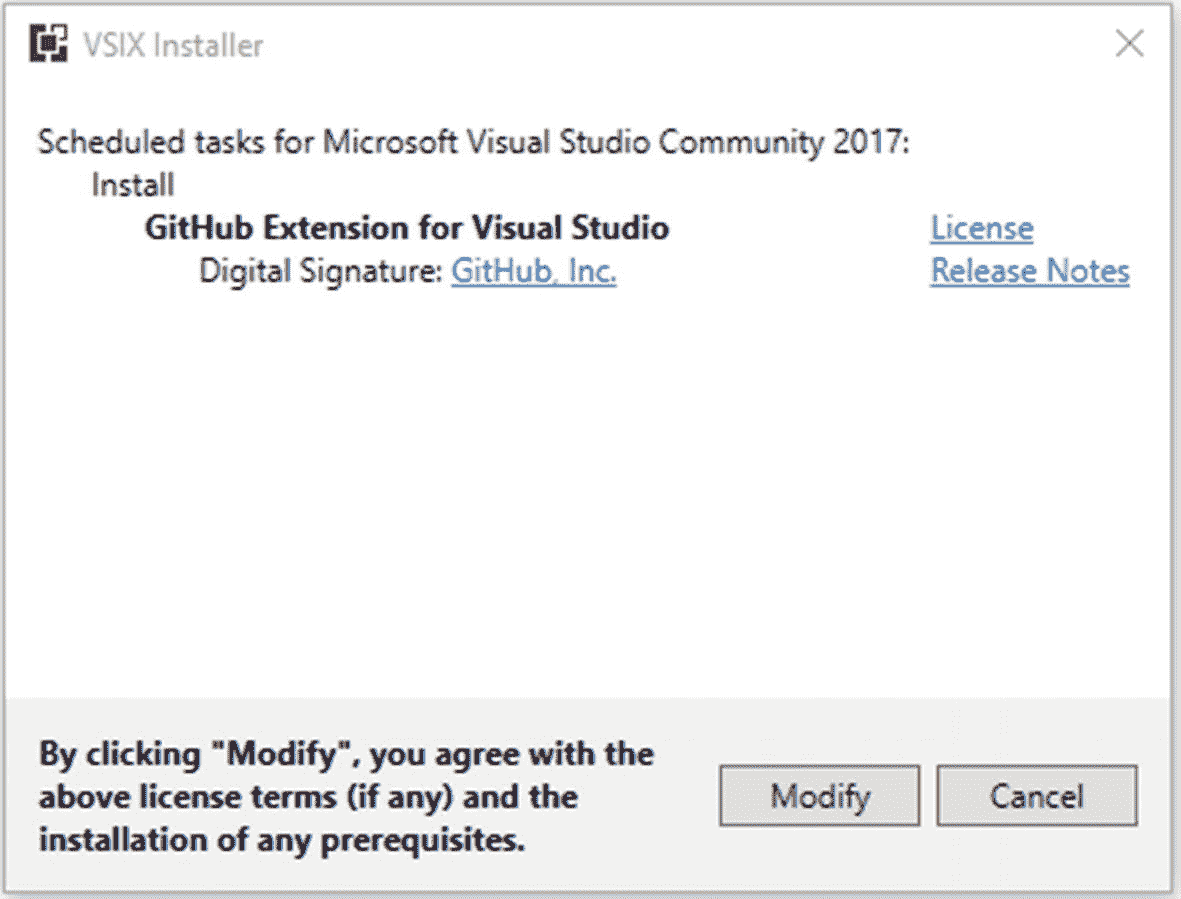 VSIX Installer
Scheduled tasks for Microsoft Visual Studio Community 2017:
Install
GitHub Extension for Visual Studio License
Digital Signature: GitHub, Inc. Release Notes
By clicking "Modify", you agree with the
above license terms (if any) and the
installation of any prerequisites.
Modify Cancel